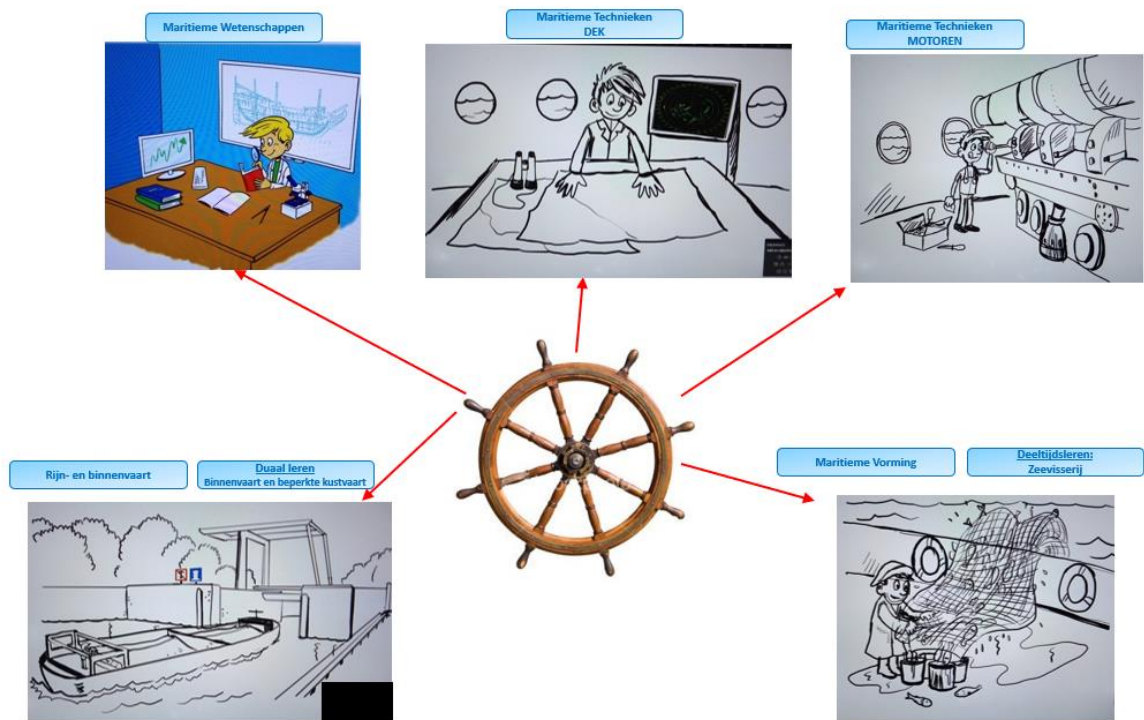 Maritieme Wetenschappen
Maritieme Technieken
DEK
Maritieme Technieken
MOTOREN
Rijn- en binnenvaart
Duaal leren
Binnenvaart en beperkte kustvaart
Maritieme Vorming
Deeltijdsleren:
Zeevisserij